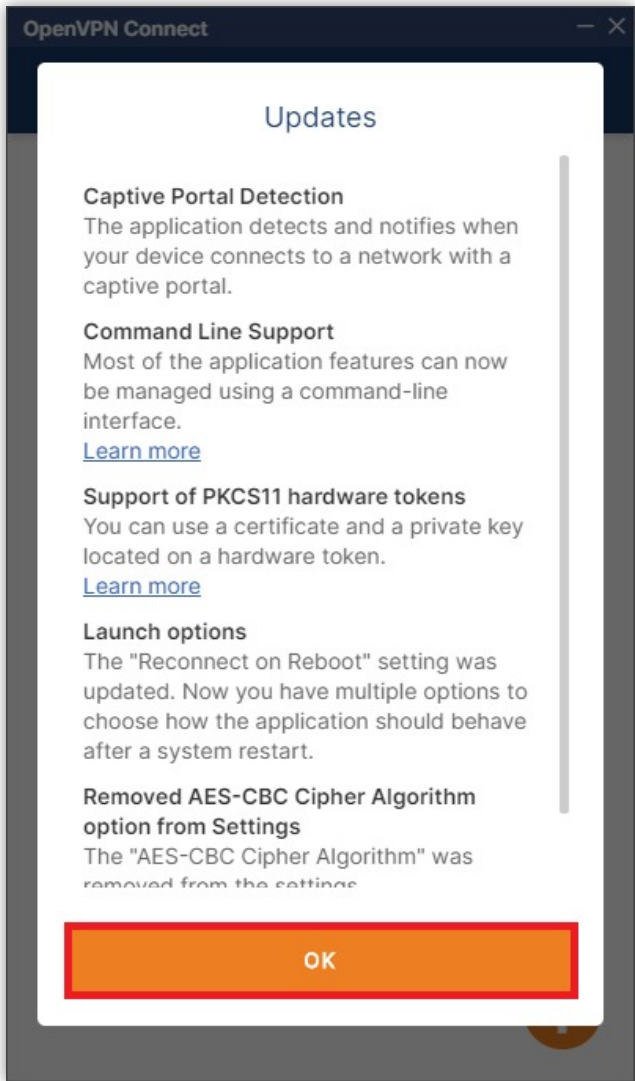 OpenVPN Connect
Updates
Captive Portal Detection
The application detects and notifies when
your device connects to a network with a
captive portal.
Command Line Support
Most of the application features can now
be managed using a command-line
interface.
Learn more
Support of PKCS11 hardware tokens
You can use a certificate and a private key
located on a hardware token.
Learn more
Launch options
The "Reconnect on Reboot" setting was
updated. Now you have multiple options to
choose how the application should behave
after a system restart.
Removed AES-CBC Cipher Algorithm
option from Settings
The "AES-CBC Cipher Algorithm" was
removed from the settings
OK